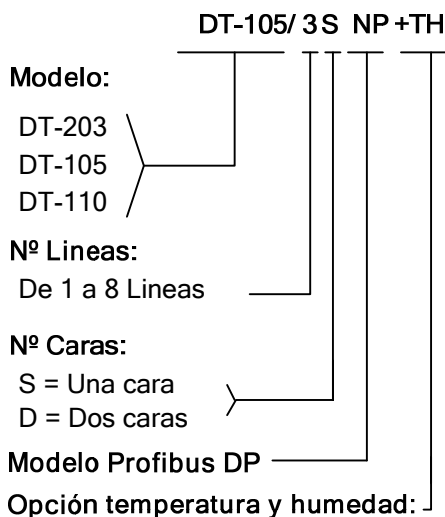 DT-105/ 3 S NP +TH
Modelo:
DT-203
DT-105
DT-110
Nº Lineas:
De 1 a 8 Lineas
Nº Caras:
S = Una cara
D = Dos caras
Modelo Profibus DP
Opción temperatura y humedad: